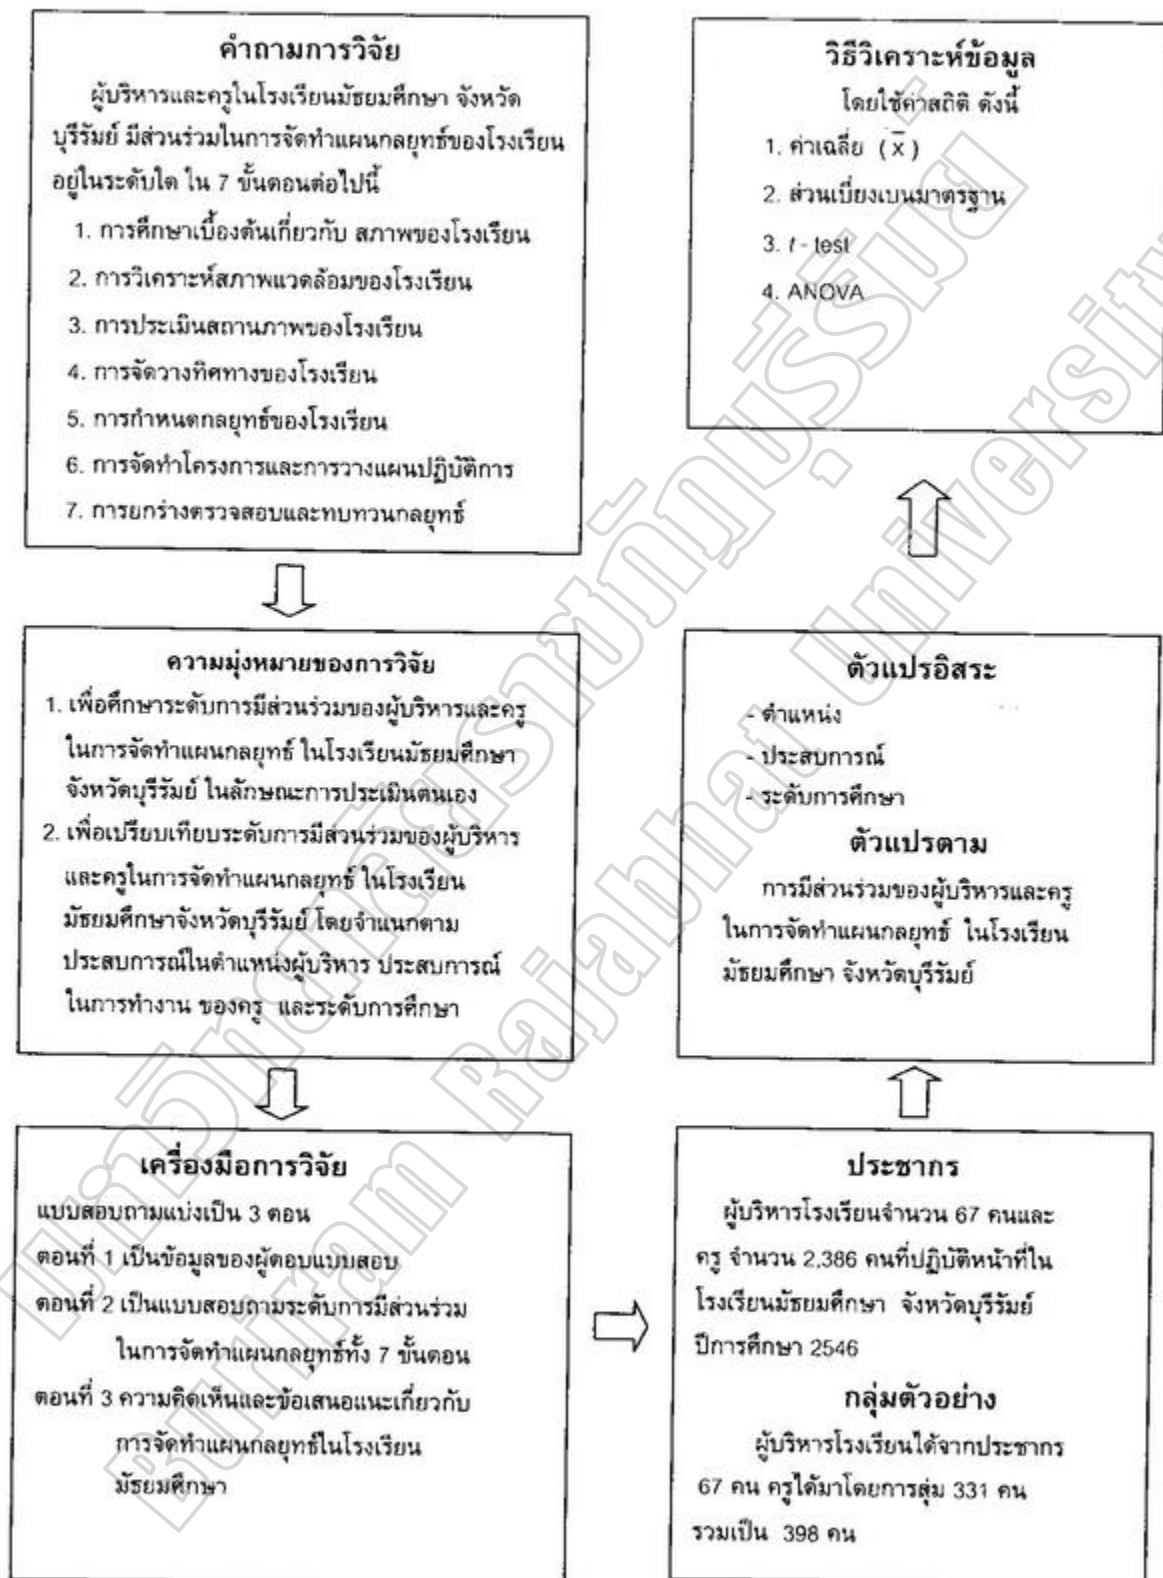 คำถามการวิจัย
ผู้บริหารและครูในโรงเรียนมัธยมศึกษา จังหวัด
บุรีรัมย์ มีส่วนร่วมในการจัดทำแผนกลยุทธ์ของโรงเรียน
อยู่ในระดับใด ใน 7 ขั้นตอนต่อไปนี้
1. การศึกษาเบื้องต้นเกี่ยวกับ สภาพของโรงเรียน
2. การวิเคราะห์สภาพแวดล้อมของโรงเรียน
3. การประเมินสถานภาพของโรงเรียน
4. การจัดวางทิศทางของโรงเรียน
5. การกำหนดกลยุทธ์ของโรงเรียน
6. การจัดทำโครงการและการวางแผนปฏิบัติการ
7. การยกร่างตรวจสอบและทบทวนกลยุทธ์
ความมุ่งหมายของการวิจัย
1. เพื่อศึกษาระดับการมีส่วนร่วมของผู้บริหารและครู
ในการจัดทำแผนกลยุทธ์ ในโรงเรียนมัธยมศึกษา
จังหวัดบุรีรัมย์ ในลักษณะการประเมินตนเอง
2. เพื่อเปรียบเทียบระดับการมีส่วนร่วมของผู้บริหาร
และครูในการจัดทำแผนกลยุทธ์ ในโรงเรียน
มัธยมศึกษาจังหวัดบุรีรัมย์ โดยจำแนกตาม
ประสบการณ์ในตำแหน่งผู้บริหาร ประสบการณ์
ในการทำงาน ของครู และระดับการศึกษา
เครื่องมือการวิจัย
แบบสอบถามแบ่งเป็น 3 ตอน
ตอนที่ 1 เป็นข้อมูลของผู้ตอบแบบสอบ
ตอนที่ 2 เป็นแบบสอบถามระดับการมีส่วนร่วม
ในการจัดทำแผนกลยุทธ์ทั้ง 7 ขั้นตอน
ตอนที่ 3 ความคิดเห็นและข้อเสนอแนะเกี่ยวกับ
การจัดทำแผนกลยุทธ์ในโรงเรียน
มัธยมศึกษา
ประชากร
ผู้บริหารโรงเรียนจำนวน 67 คนและ
ครู จำนวน 2,386 คนที่ปฏิบัติหน้าที่ใน
โรงเรียนมัธยมศึกษา จังหวัดบุรีรัมย์
ปีการศึกษา 2546
กลุ่มตัวอย่าง
ผู้บริหารโรงเรียนได้จากประชากร
67 คน ครูได้มาโดยการสุ่ม 331 คน
รวมเป็น 398 คน
ตัวแปรอิสระ
- ตำแหน่ง
- ประสบการณ์
- ระดับการศึกษา
ตัวแปรตาม
การมีส่วนร่วมของผู้บริหารและครู
ในการจัดทำแผนกลยุทธ์ ในโรงเรียน
มัธยมศึกษา จังหวัดบุรีรัมย์
วิธีวิเคราะห์ข้อมูล
โดยใช้ค่าสถิติ ดังนี้
1. ค่าเฉลี่ย (x̄)
2. ส่วนเบี่ยงเบนมาตรฐาน
3. t - test
4. ANOVA
มหาวิทยาลัยราชภัฏบุรีรัมย์
Buriram Rajabhat University